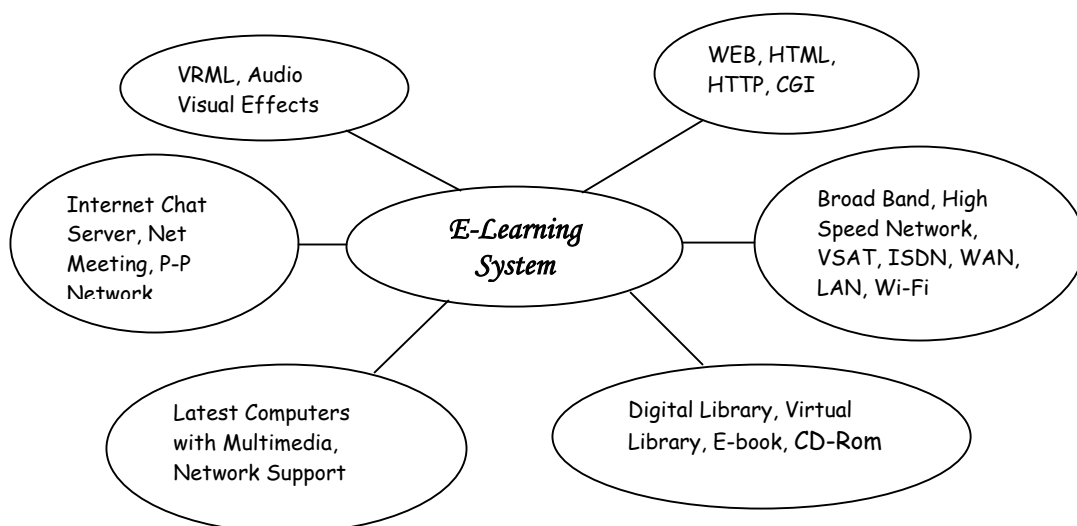 VRML, Audio
Visual Effects
WEB, HTML,
HTTP, CGI
Internet Chat
Server, Net
Meeting, P-P
Network
E-Learning
System
Broad Band, High
Speed Network,
VSAT, ISDN, WAN,
LAN, Wi-Fi
Latest Computers
with Multimedia,
Network Support
Digital Library, Virtual
Library, E-book, CD-Rom